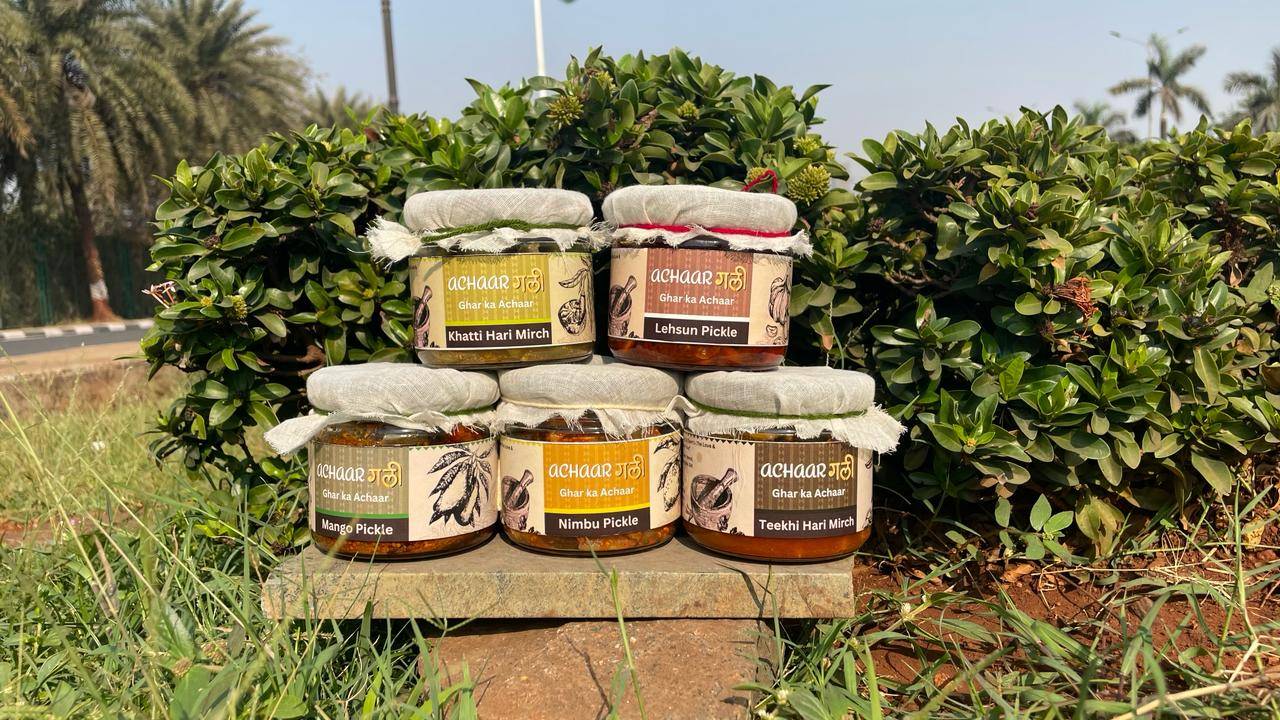 ACHAAR गली
Ghar ka Achaar
Khatti Hari Mirch
ACHAAR गली
Ghar ka Achaar
Lehsun Pickle
ACHAAR गली
Ghar ka Achaar
Mango Pickle
ACHAAR गली
Ghar ka Achaar
Nimbu Pickle
ACHAAR गली
Ghar ka Achaar
Teekhi Hari Mirch